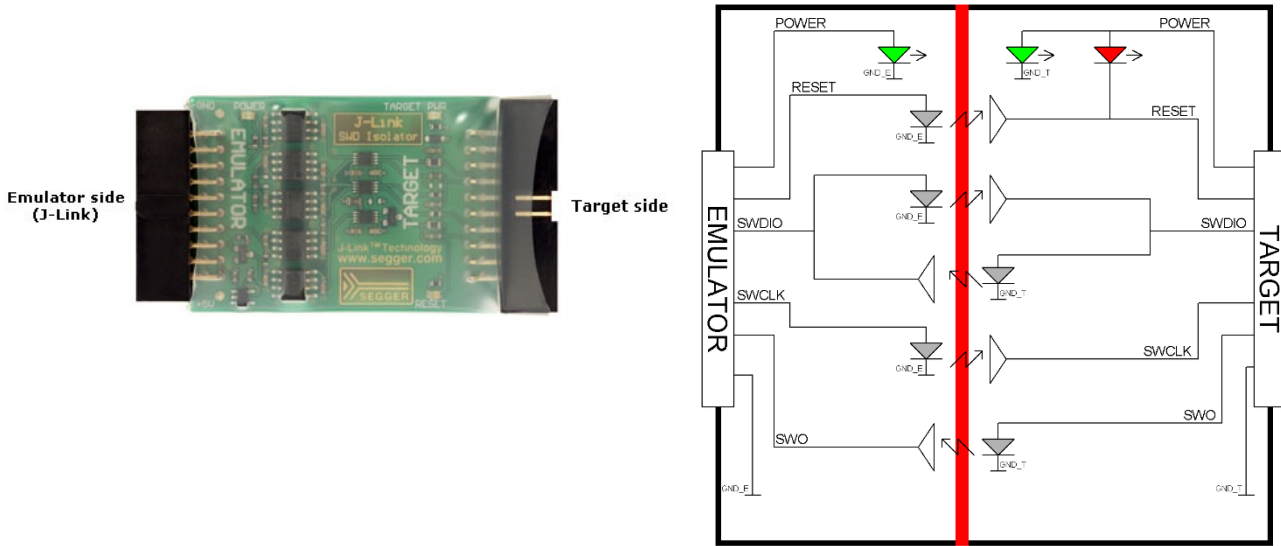 Emulator side
(J-Link)
GND
POWER
EMULATOR
+5V
TARGET PWR
J-Link
SWD Isolator
TARGET
J-Link™ Technology
www.segger.com
SEGGER
RESET
Target side
POWER
GND_E
RESET
GND_E
SWDIO
GND_E
SWCLK
GND_E
SWO
GND_E
EMULATOR
POWER
GND_T
RESET
SWDIO
GND_T
SWCLK
SWO
GND_T
GND_T
TARGET